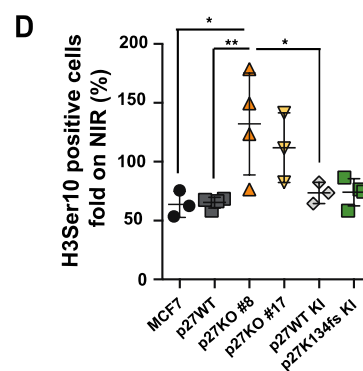 D
* ** *
H3Ser10 positive cells
fold on NIR (%)
200
150
100
50
0
MCF7
p27WT
p27KO #8
p27KO #17
p27WT KI
p27K134fs KI